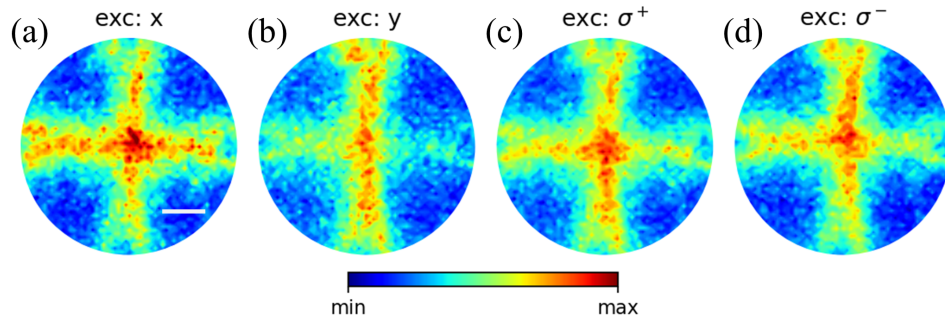 (a) exc: x
(b) exc: y
(c) exc: σ⁺
(d) exc: σ⁻
min max